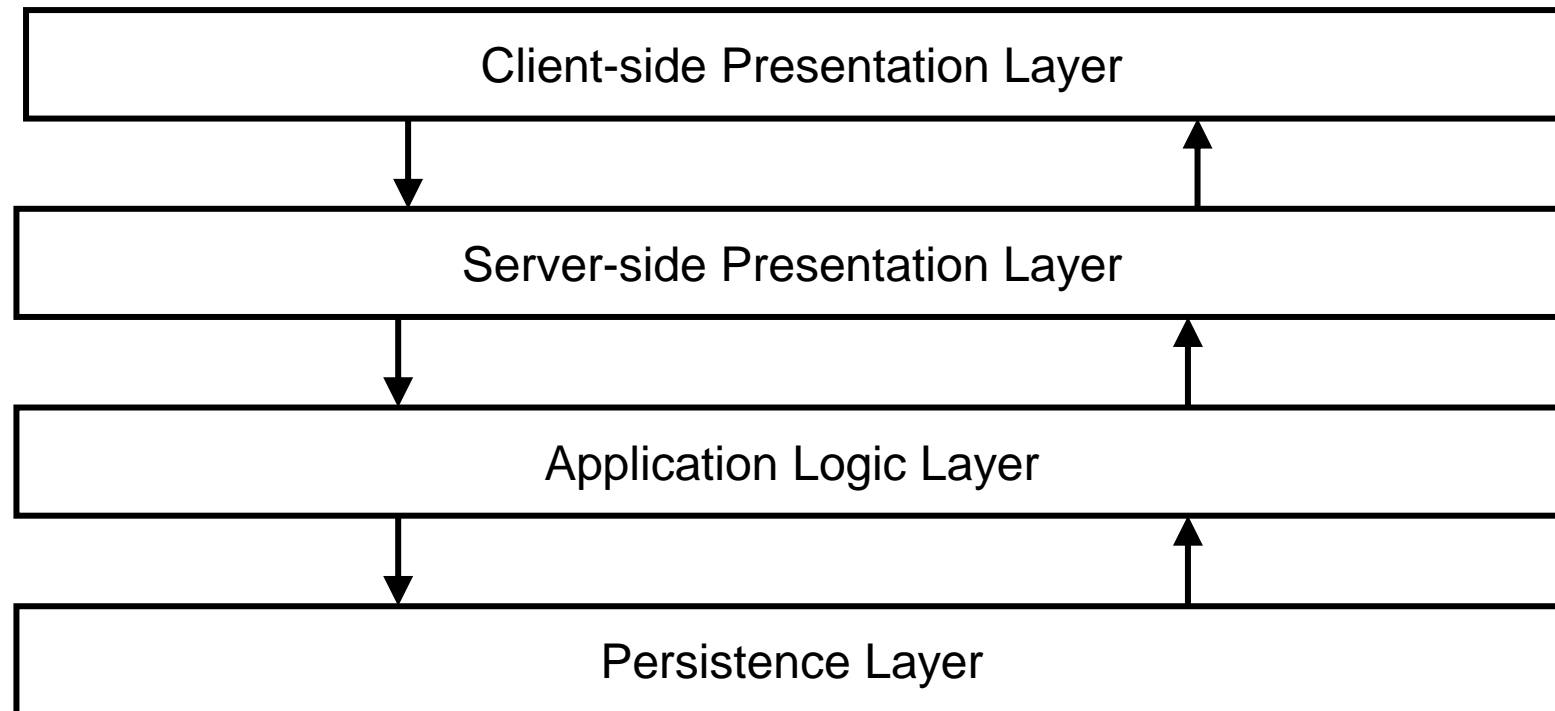 Client-side Presentation Layer
Server-side Presentation Layer
Application Logic Layer
Persistence Layer